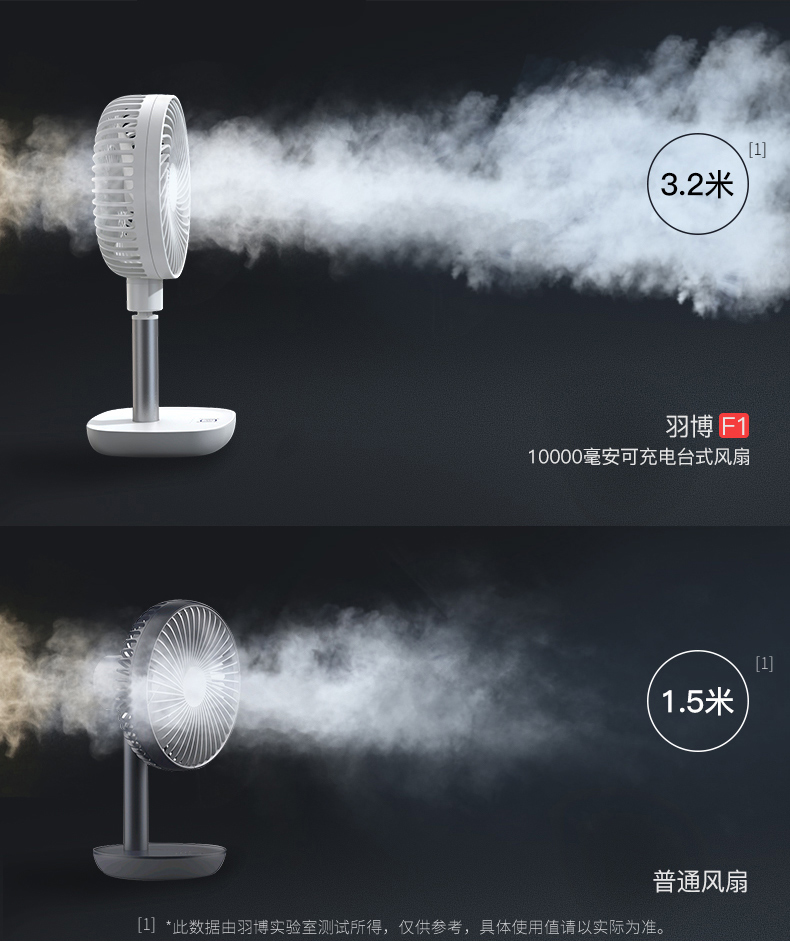 [1]
3.2米
羽博 F1
10000毫安可充电台式风扇
[1]
1.5米
普通风扇
[1] *此数据由羽博实验室测试所得，仅供参考，具体使用值请以实际为准。